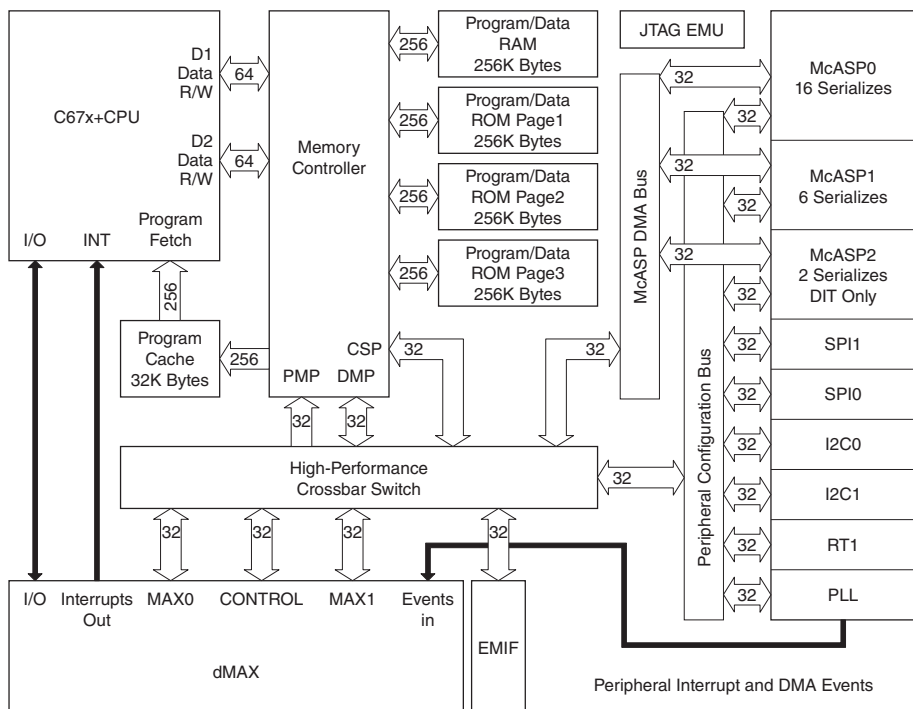 C67x+CPU
D1
Data
R/W
D2
Data
R/W
I/O
INT
Program
Fetch
64
64
256
Program
Cache
32K Bytes
256
Memory
Controller
CSP
PMP
DMP
256
Program/Data
RAM
256K Bytes
256
Program/Data
ROM Page1
256K Bytes
256
Program/Data
ROM Page2
256K Bytes
256
Program/Data
ROM Page3
256K Bytes
32
32
32
32
High-Performance
Crossbar Switch
32
32
32
32
32
I/O
Interrupts
Out
MAX0
CONTROL
MAX1
Events
in
dMAX
EMIF
JTAG EMU
McASP DMA Bus
Peripheral Configuration Bus
32
McASP0
16 Serializes
32
32
McASP1
6 Serializes
32
32
McASP2
2 Serializes
DIT Only
32
32
SPI1
32
SPI0
32
I2C0
32
I2C1
32
RT1
32
PLL
Peripheral Interrupt and DMA Events